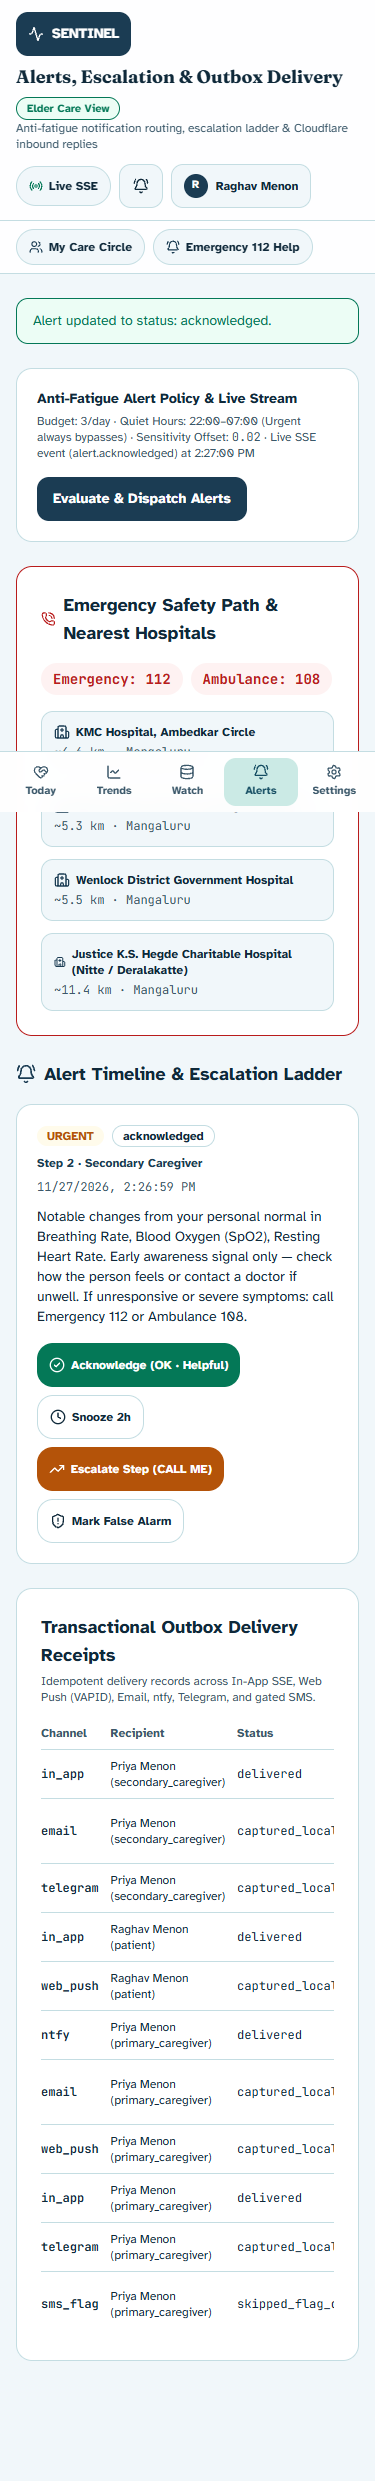 SENTINEL
Alerts, Escalation & Outbox Delivery
Elder Care View
Anti-fatigue notification routing, escalation ladder & Cloudflare
inbound replies
Live SSE
R Raghav Menon
My Care Circle
Emergency 112 Help
Alert updated to status: acknowledged.
Anti-Fatigue Alert Policy & Live Stream
Budget: 3/day · Quiet Hours: 22:00–07:00 (Urgent
always bypasses) · Sensitivity Offset: 0.02 · Live SSE
event (alert.acknowledged) at 2:27:00 PM
Evaluate & Dispatch Alerts
Emergency Safety Path &
Nearest Hospitals
Emergency: 112
Ambulance: 108
KMC Hospital, Ambedkar Circle
Today
Trends
Watch
Alerts
Settings
~5.3 km · Mangaluru
Wenlock District Government Hospital
~5.5 km · Mangaluru
Justice K.S. Hegde Charitable Hospital
(Nitte / Deralakatte)
~11.4 km · Mangaluru
Alert Timeline & Escalation Ladder
URGENT
acknowledged
Step 2 · Secondary Caregiver
11/27/2026, 2:26:59 PM
Notable changes from your personal normal in
Breathing Rate, Blood Oxygen (SpO2), Resting
Heart Rate. Early awareness signal only — check
how the person feels or contact a doctor if
unwell. If unresponsive or severe symptoms: call
Emergency 112 or Ambulance 108.
Acknowledge (OK · Helpful)
Snooze 2h
Escalate Step (CALL ME)
Mark False Alarm
Transactional Outbox Delivery
Receipts
Idempotent delivery records across In-App SSE, Web
Push (VAPID), Email, ntfy, Telegram, and gated SMS.
Channel Recipient Status
in_app Priya Menon (secondary_caregiver) delivered
email Priya Menon (secondary_caregiver) captured_local
telegram Priya Menon (secondary_caregiver) captured_local
in_app Raghav Menon (patient) delivered
web_push Raghav Menon (patient) captured_local
ntfy Priya Menon (primary_caregiver) delivered
email Priya Menon (primary_caregiver) captured_local
web_push Priya Menon (primary_caregiver) captured_local
in_app Priya Menon (primary_caregiver) delivered
telegram Priya Menon (primary_caregiver) captured_local
sms_flag Priya Menon (primary_caregiver) skipped_flag_